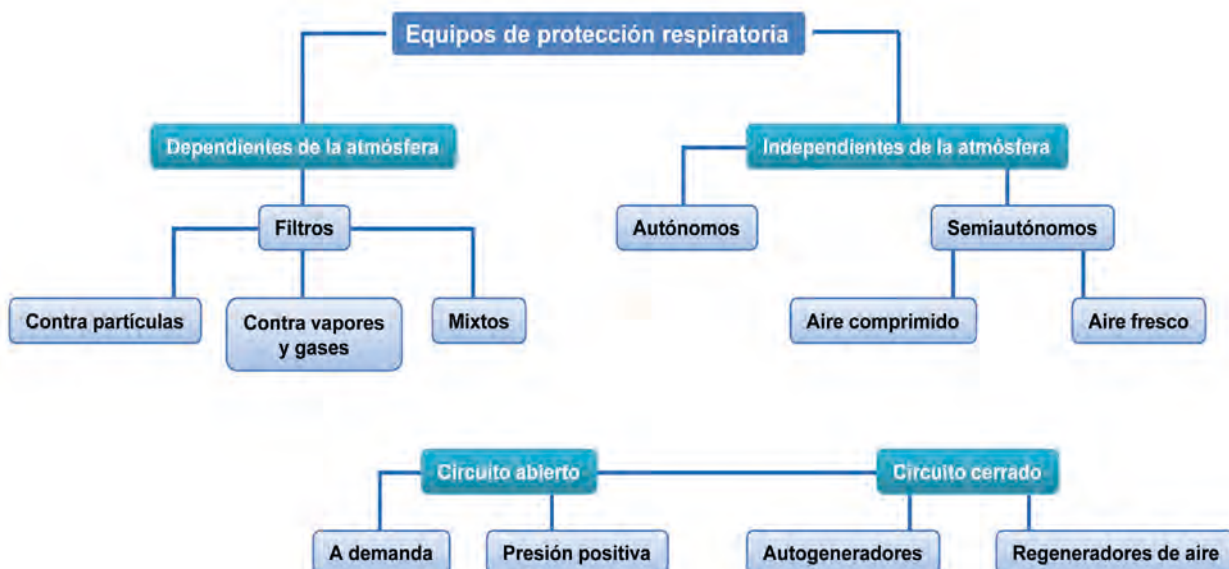 Equipos de protección respiratoria
Dependientes de la atmósfera
Independientes de la atmósfera
Filtros
Autónomos
Semiautónomos
Contra partículas
Contra vapores
y gases
Mixtos
Aire comprimido
Aire fresco
Circuito abierto
Circuito cerrado
A demanda
Presión positiva
Autogeneradores
Regeneradores de aire